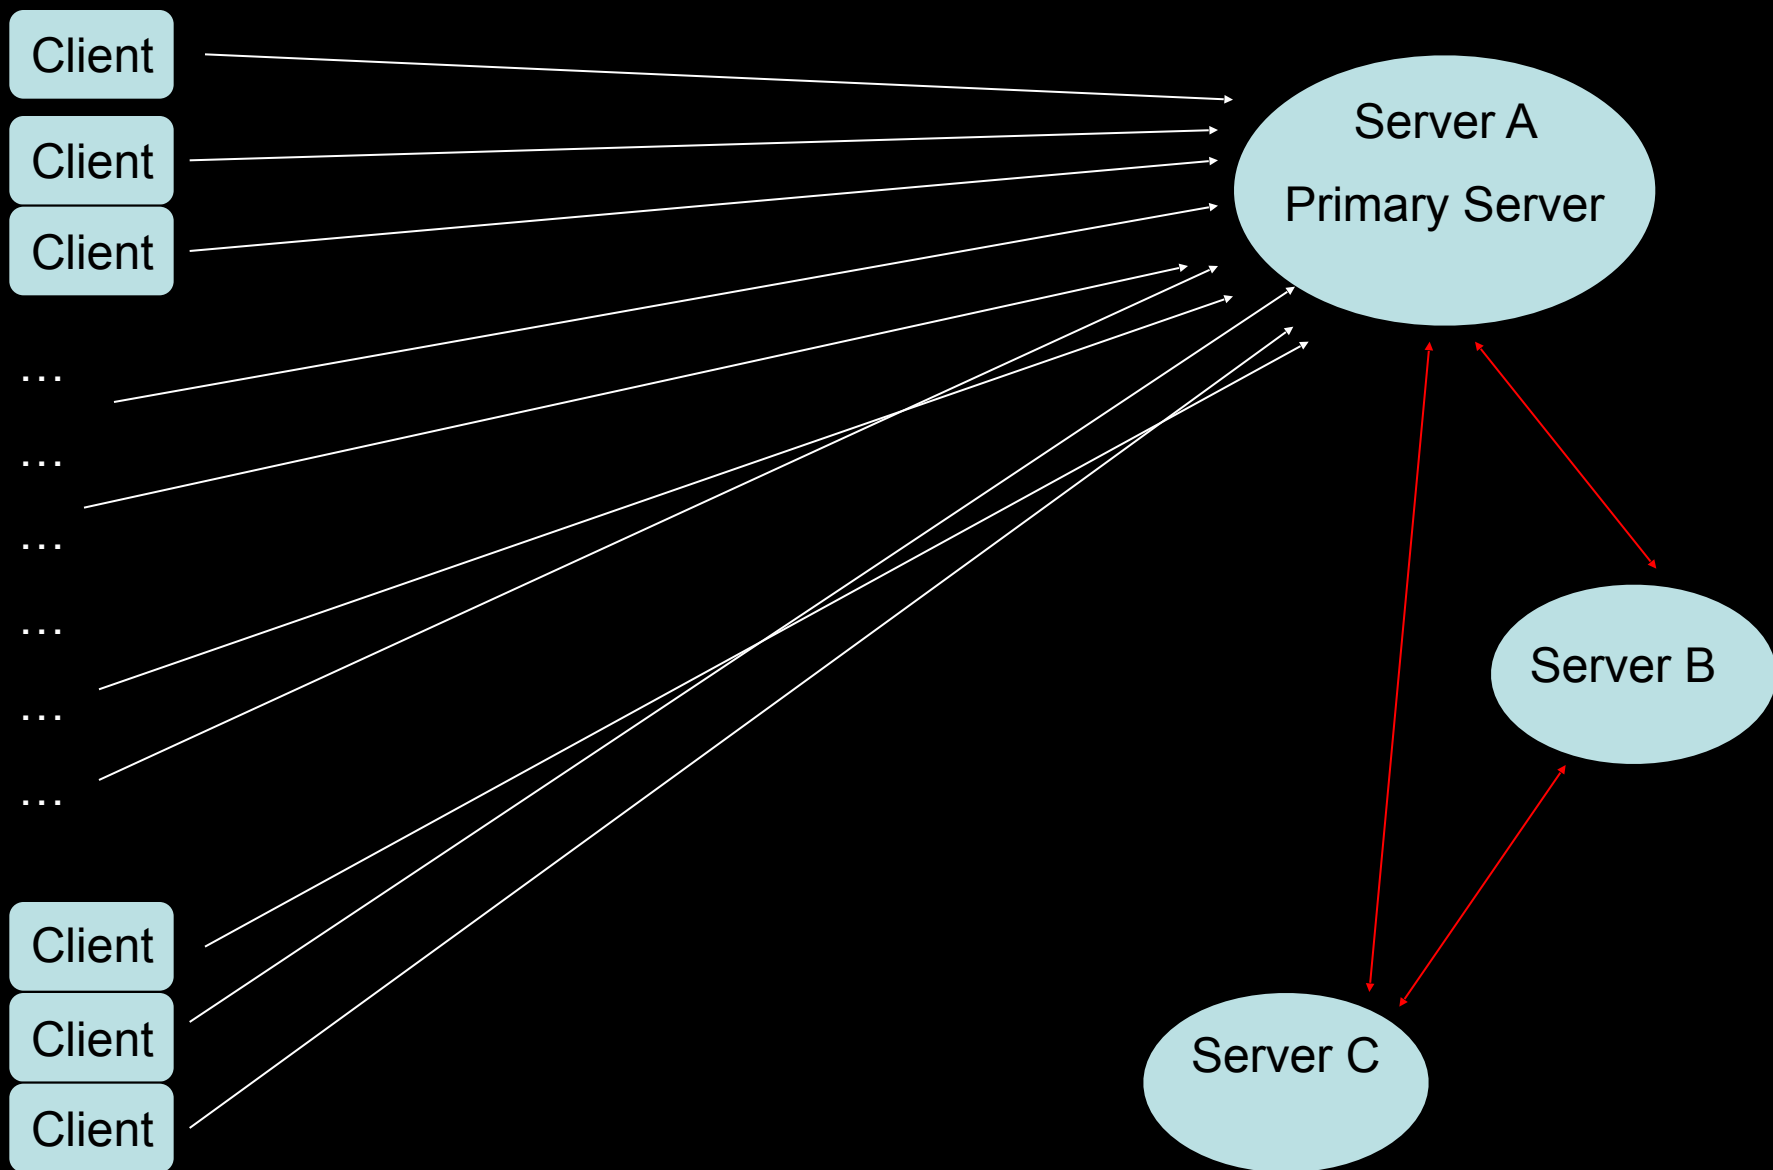 Client
Client
Client
...
...
...
...
...
...
Client
Client
Client
Server A
Primary Server
Server B
Server C